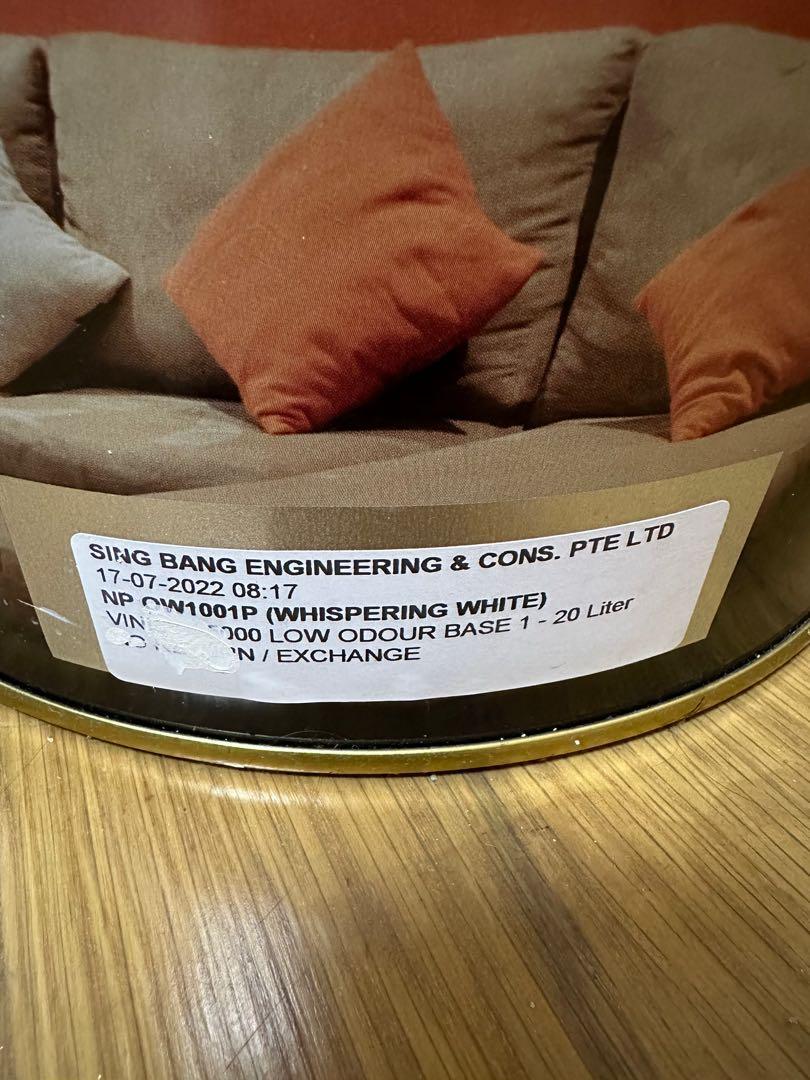 SING BANG ENGINEERING & CONS. PTE LTD
17-07-2022 08:17
NP OW1001P (WHISPERING WHITE)
LOW ODOUR BASE 1 - 20 Liter
/ EXCHANGE